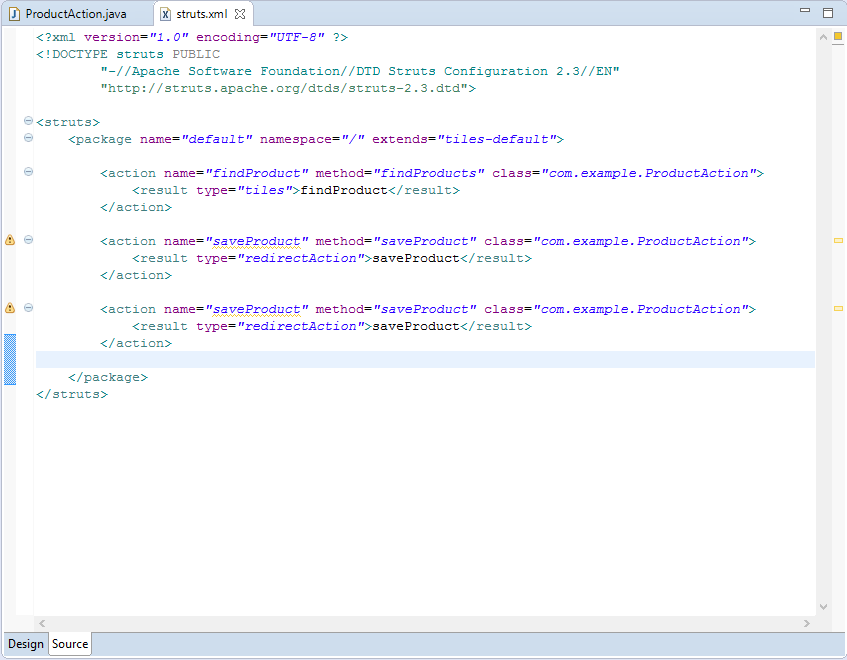 ProductAction.java struts.xml
<?xml version="1.0" encoding="UTF-8" ?>
<!DOCTYPE struts PUBLIC
        "-//Apache Software Foundation//DTD Struts Configuration 2.3//EN"
        "http://struts.apache.org/dtds/struts-2.3.dtd">
<struts>
    <package name="default" namespace="/" extends="tiles-default">
        <action name="findProduct" method="findProducts" class="com.example.ProductAction">
            <result type="tiles">findProduct</result>
        </action>
        <action name="saveProduct" method="saveProduct" class="com.example.ProductAction">
            <result type="redirectAction">saveProduct</result>
        </action>
        <action name="saveProduct" method="saveProduct" class="com.example.ProductAction">
            <result type="redirectAction">saveProduct</result>
        </action>
    </package>
</struts>
Design Source